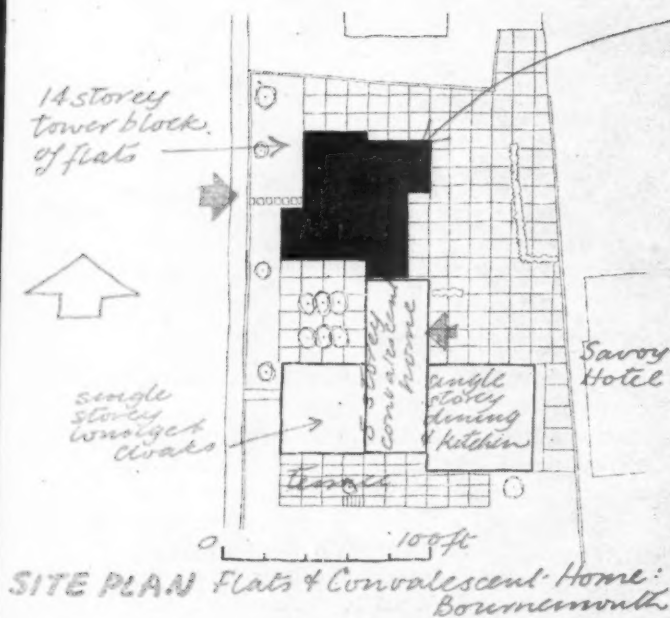 14 storey
tower block
of flats
5 storey
convalescent
home
Savoy
Hotel
single
storey
lounge &
cloaks
single
storey
dining
& kitchen
terrace
0 100ft
SITE PLAN Flats & Convalescent Home:
Bournemouth